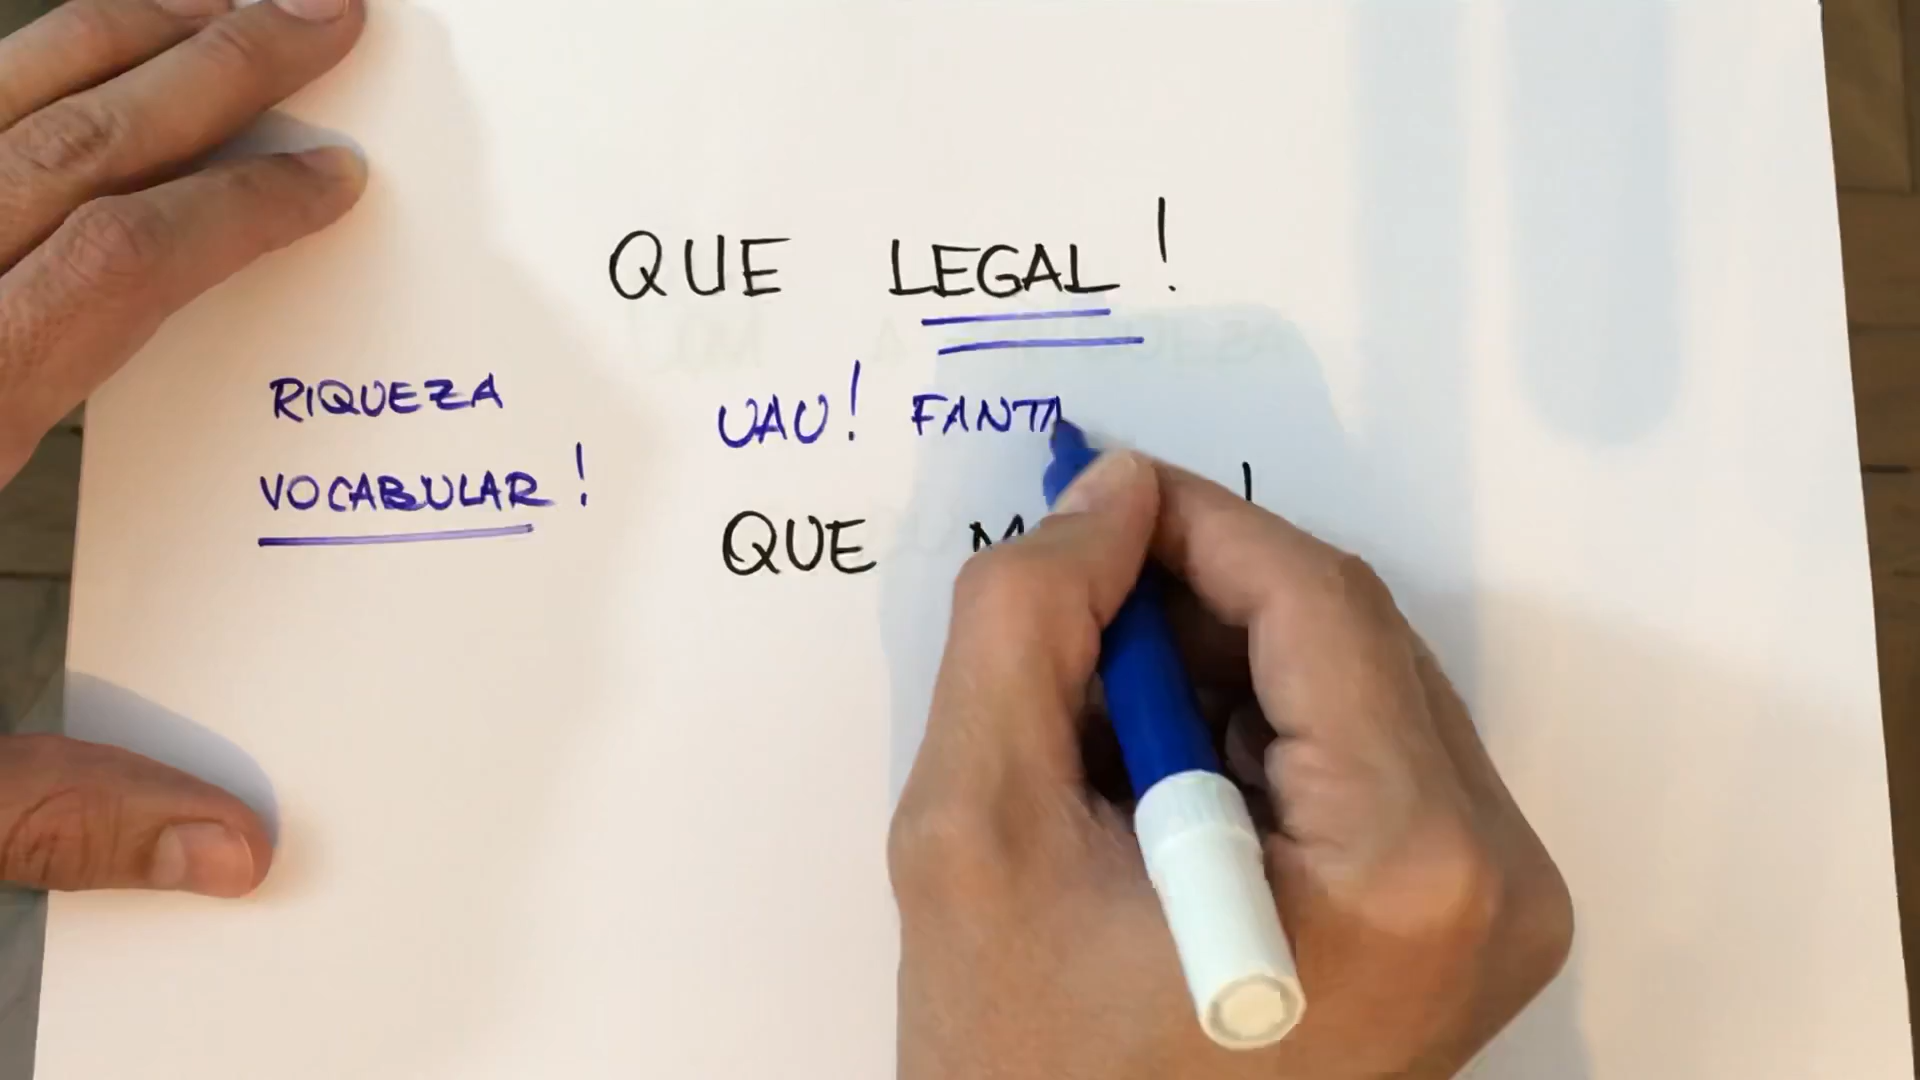 QUE LEGAL!
RIQUEZA
VOCABULAR!
UAU! FANTA
QUE